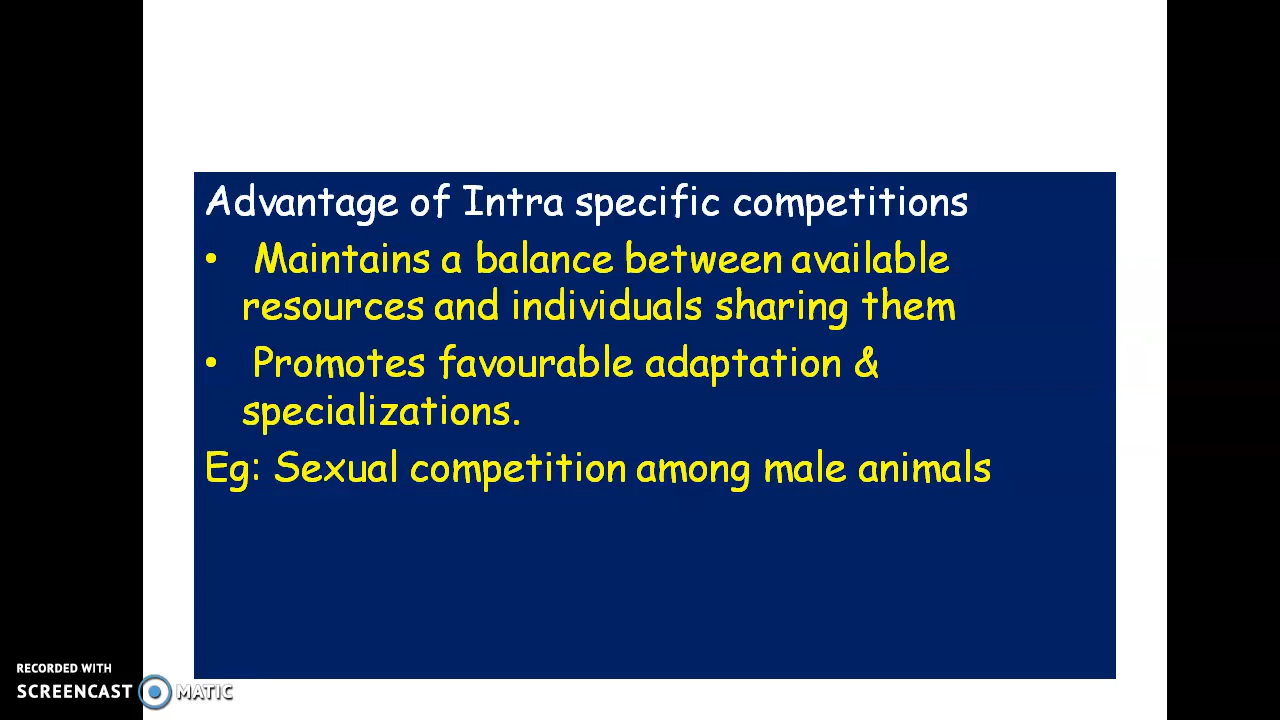 Advantage of Intra specific competitions
• Maintains a balance between available
resources and individuals sharing them
• Promotes favourable adaptation &
specializations.
Eg: Sexual competition among male animals
RECORDED WITH
SCREENCAST MATIC